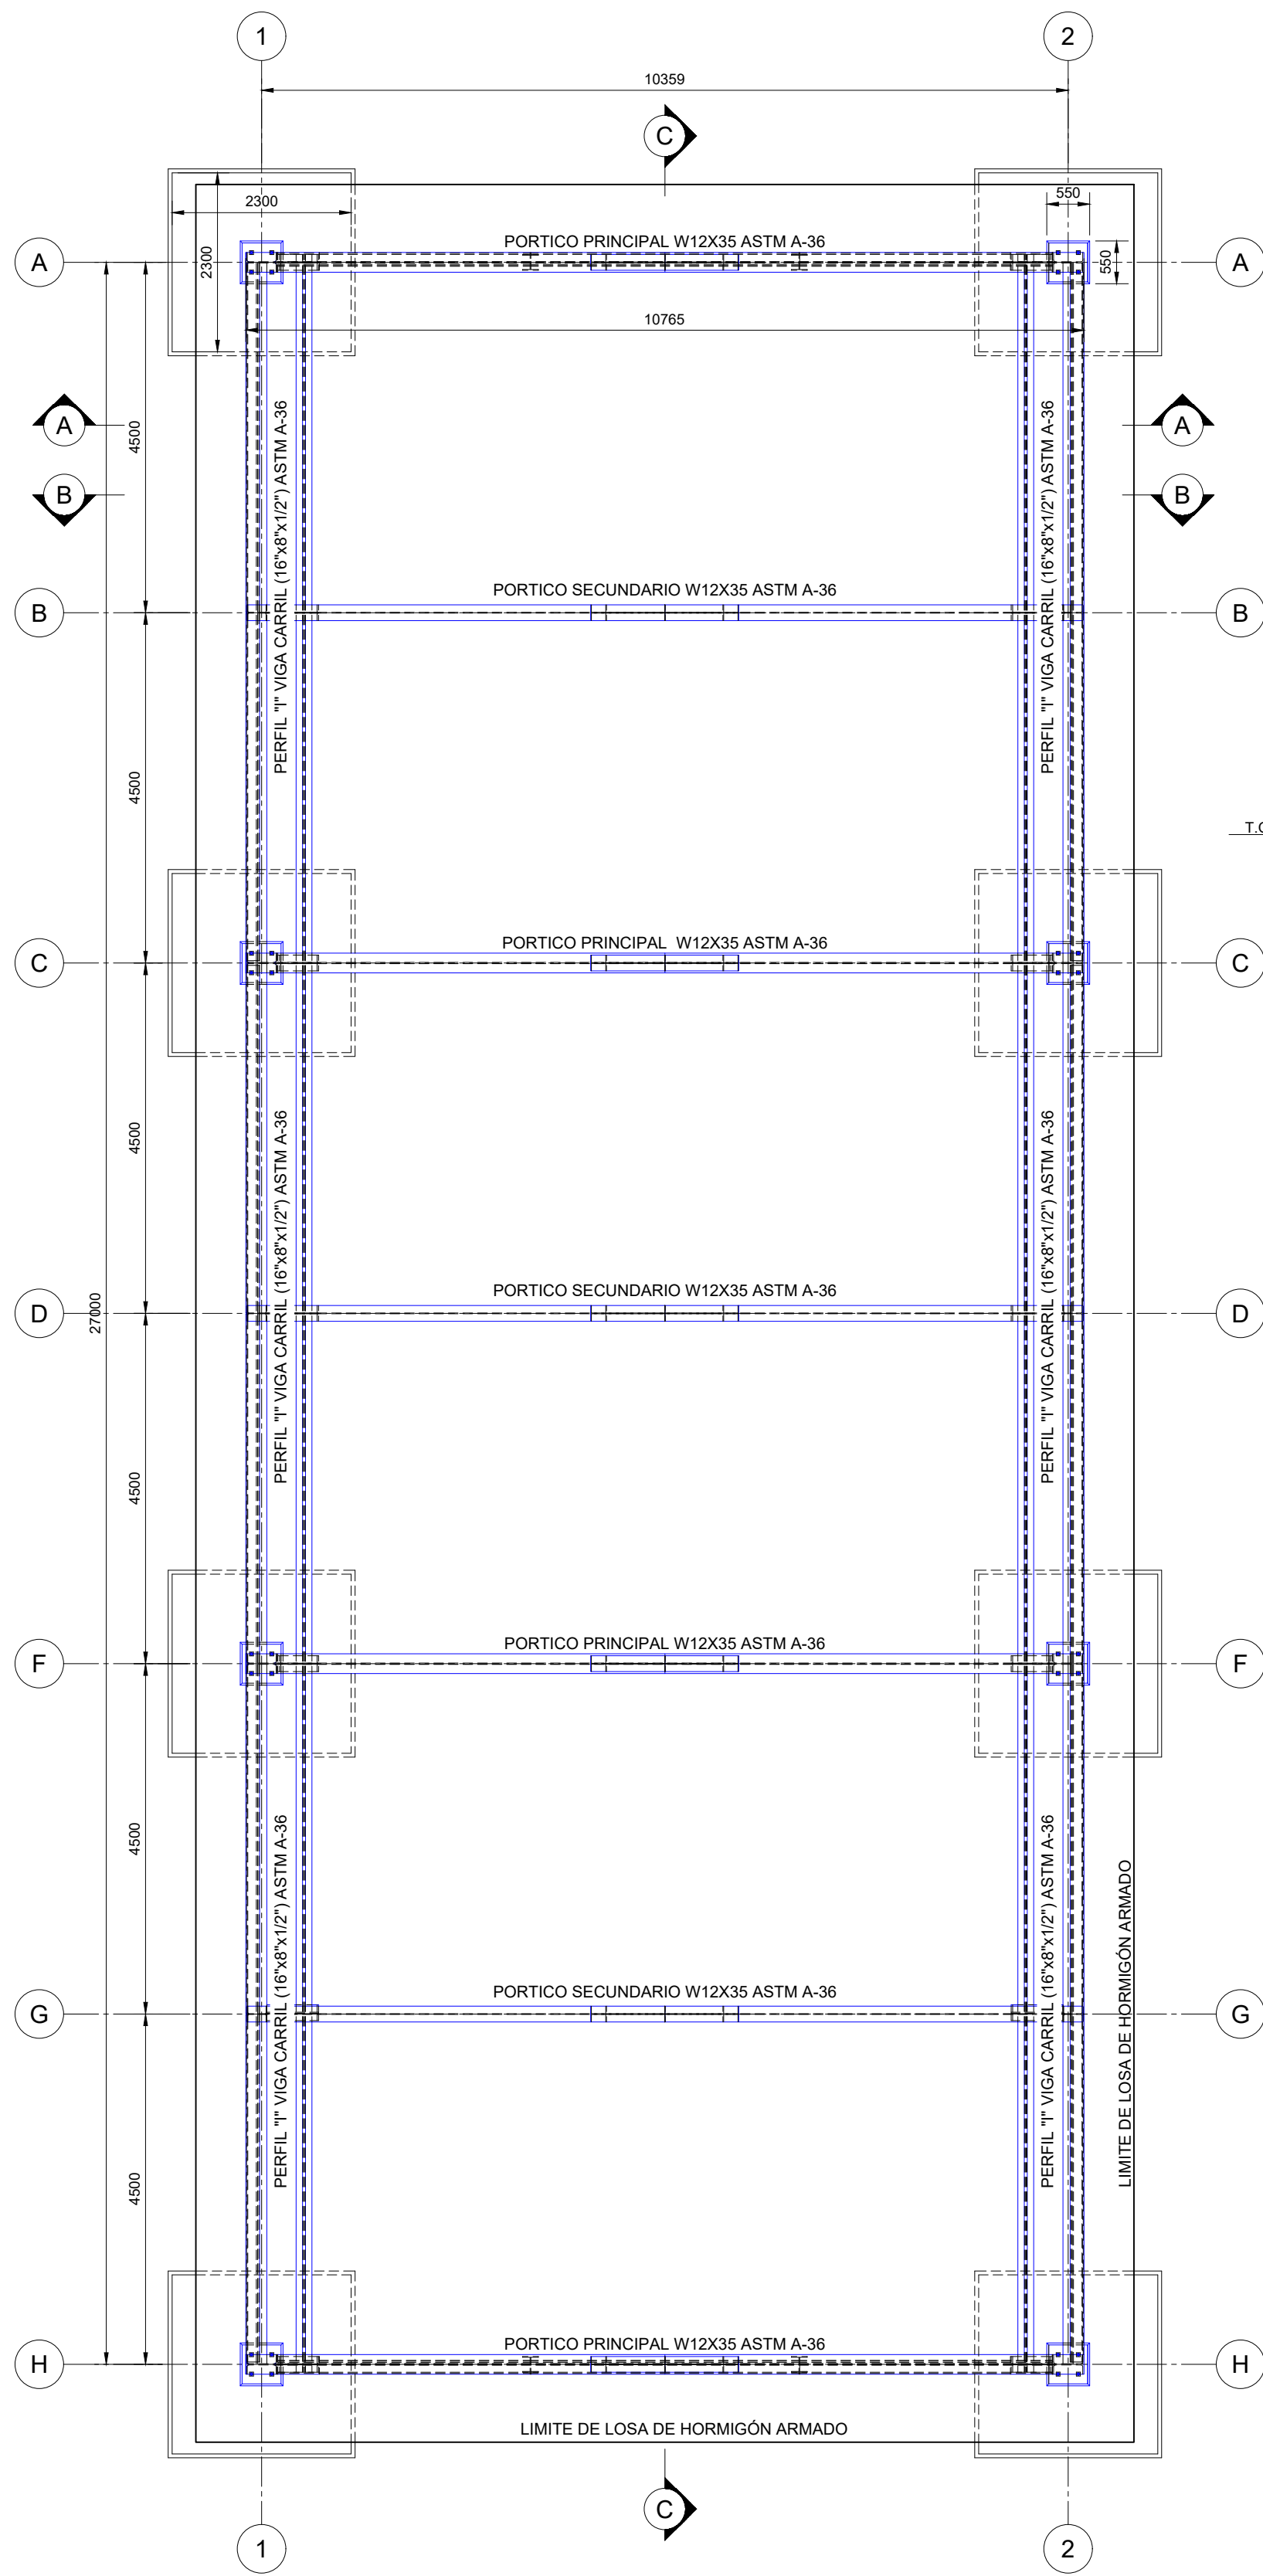 1
2
10359
C
2300
550
PORTICO PRINCIPAL W12X35 ASTM A-36
A
A
2300
550
10765
A
A
4500
PERFIL "I" VIGA CARRIL (16"x8"x1/2") ASTM A-36
PERFIL "I" VIGA CARRIL (16"x8"x1/2") ASTM A-36
B
B
PORTICO SECUNDARIO W12X35 ASTM A-36
B
B
4500
PORTICO PRINCIPAL W12X35 ASTM A-36
C
C
4500
PERFIL "I" VIGA CARRIL (16"x8"x1/2") ASTM A-36
PERFIL "I" VIGA CARRIL (16"x8"x1/2") ASTM A-36
PORTICO SECUNDARIO W12X35 ASTM A-36
D
27000
D
4500
PORTICO PRINCIPAL W12X35 ASTM A-36
F
F
4500
PERFIL "I" VIGA CARRIL (16"x8"x1/2") ASTM A-36
PERFIL "I" VIGA CARRIL (16"x8"x1/2") ASTM A-36
LIMITE DE LOSA DE HORMIGÓN ARMADO
PORTICO SECUNDARIO W12X35 ASTM A-36
G
G
4500
PORTICO PRINCIPAL W12X35 ASTM A-36
H
H
LIMITE DE LOSA DE HORMIGÓN ARMADO
C
1
2